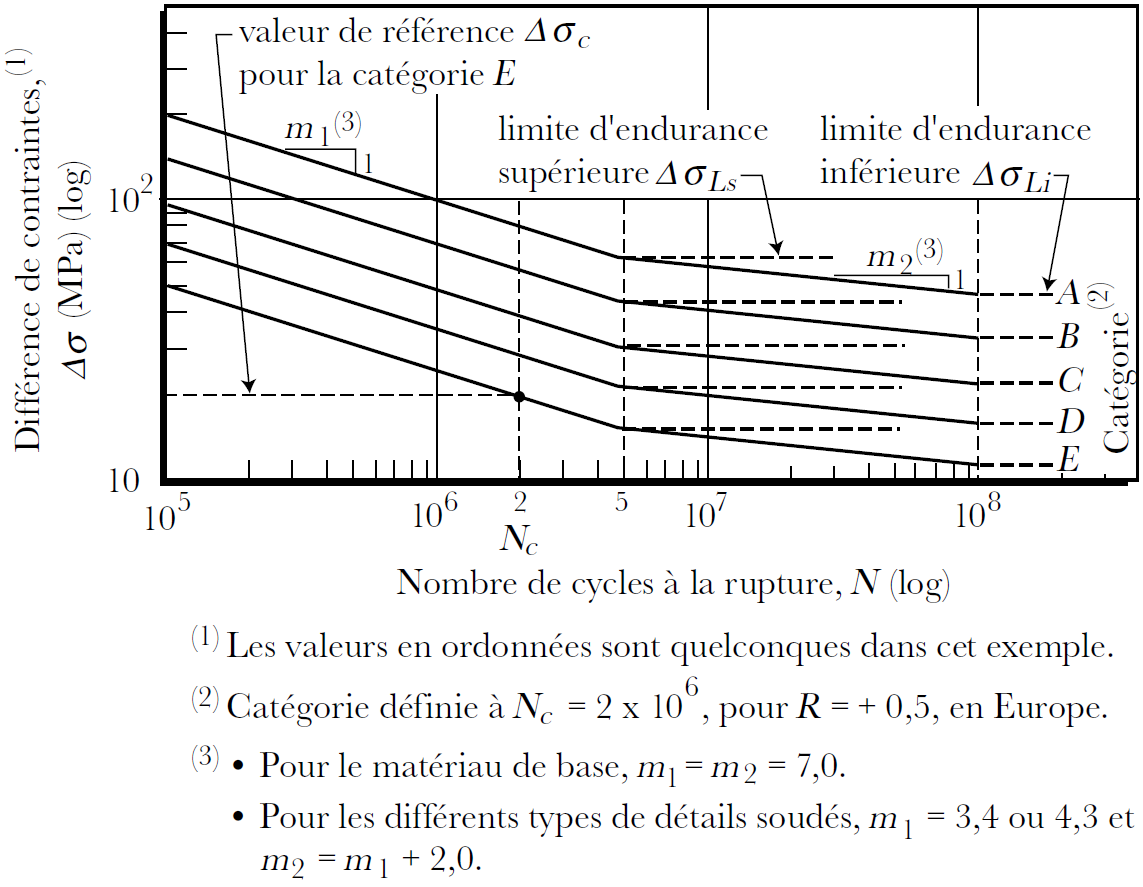 valeur de référence Δσc
pour la catégorie E
m1(3)
1
limite d'endurance
supérieure ΔσLs
limite d'endurance
inférieure ΔσLi
m2(3)
1
Différence de contraintes,(1)
Δσ (MPa) (log)
10²
10
A
B
C
D
E
Catégorie(2)
10⁵
10⁶
2
5
10⁷
10⁸
Nc
Nombre de cycles à la rupture, N (log)
(1) Les valeurs en ordonnées sont quelconques dans cet exemple.
(2) Catégorie définie à Nc = 2 x 10⁶, pour R = + 0,5, en Europe.
(3) • Pour le matériau de base, m1 = m2 = 7,0.
• Pour les différents types de détails soudés, m1 = 3,4 ou 4,3 et
m2 = m1 + 2,0.